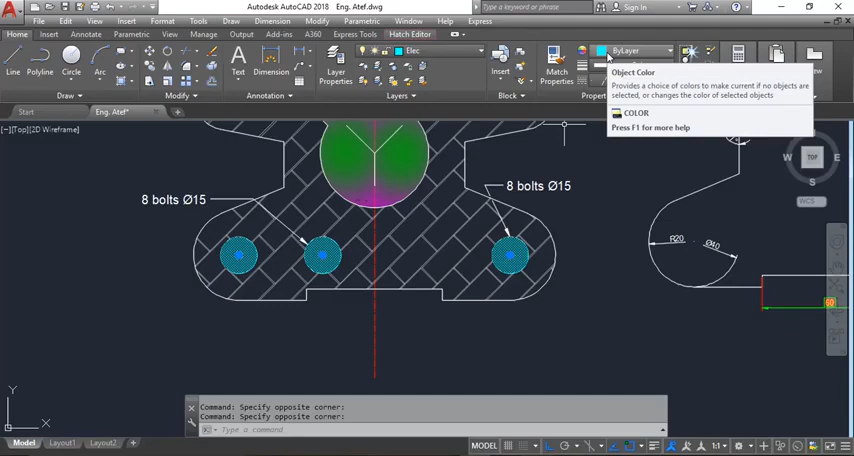 Autodesk AutoCAD 2018 Eng. Atef.dwg
Type a keyword or phrase
Sign In
File Edit View Insert Format Tools Draw Dimension Modify Parametric Window Help Express
Home Insert Annotate Parametric View Manage Output Add-ins A360 Express Tools Hatch Editor
Line Polyline Circle Arc
Text Dimension
Layer Properties
Elec
Insert
Match Properties
ByLayer
Draw Modify Annotation Layers Block
Object Color
Provides a choice of colors to make current if no objects are
selected, or changes the color of selected objects
COLOR
Press F1 for more help
Start Eng. Atef*
[–][Top][2D Wireframe]
W TOP E
S
WCS
8 bolts Ø15
8 bolts Ø15
R20 Ø40
60
Y
X
Command: Specify opposite corner:
Command: Specify opposite corner:
Type a command
Model Layout1 Layout2 +
MODEL 1:1